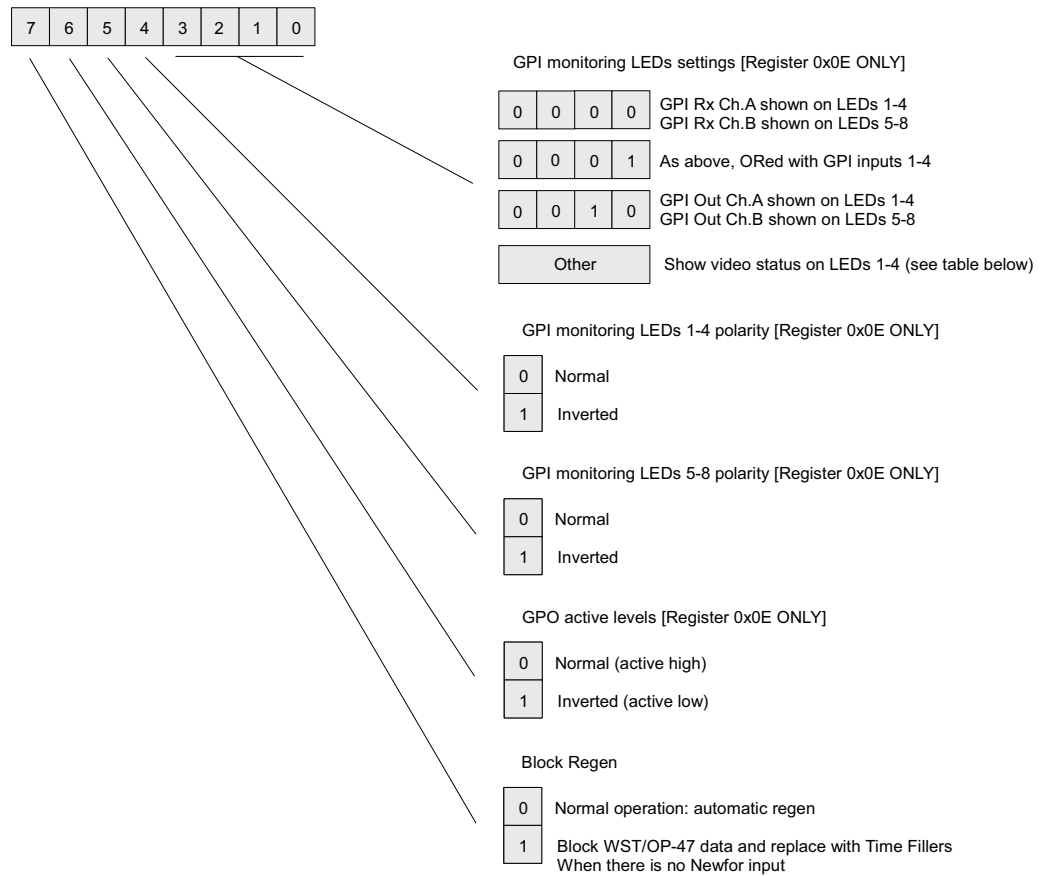 7 6 5 4 3 2 1 0
GPI monitoring LEDs settings [Register 0x0E ONLY]
0 0 0 0 GPI Rx Ch.A shown on LEDs 1-4
GPI Rx Ch.B shown on LEDs 5-8
0 0 0 1 As above, ORed with GPI inputs 1-4
0 0 1 0 GPI Out Ch.A shown on LEDs 1-4
GPI Out Ch.B shown on LEDs 5-8
Other Show video status on LEDs 1-4 (see table below)
GPI monitoring LEDs 1-4 polarity [Register 0x0E ONLY]
0 Normal
1 Inverted
GPI monitoring LEDs 5-8 polarity [Register 0x0E ONLY]
0 Normal
1 Inverted
GPO active levels [Register 0x0E ONLY]
0 Normal (active high)
1 Inverted (active low)
Block Regen
0 Normal operation: automatic regen
1 Block WST/OP-47 data and replace with Time Fillers
When there is no Newfor input